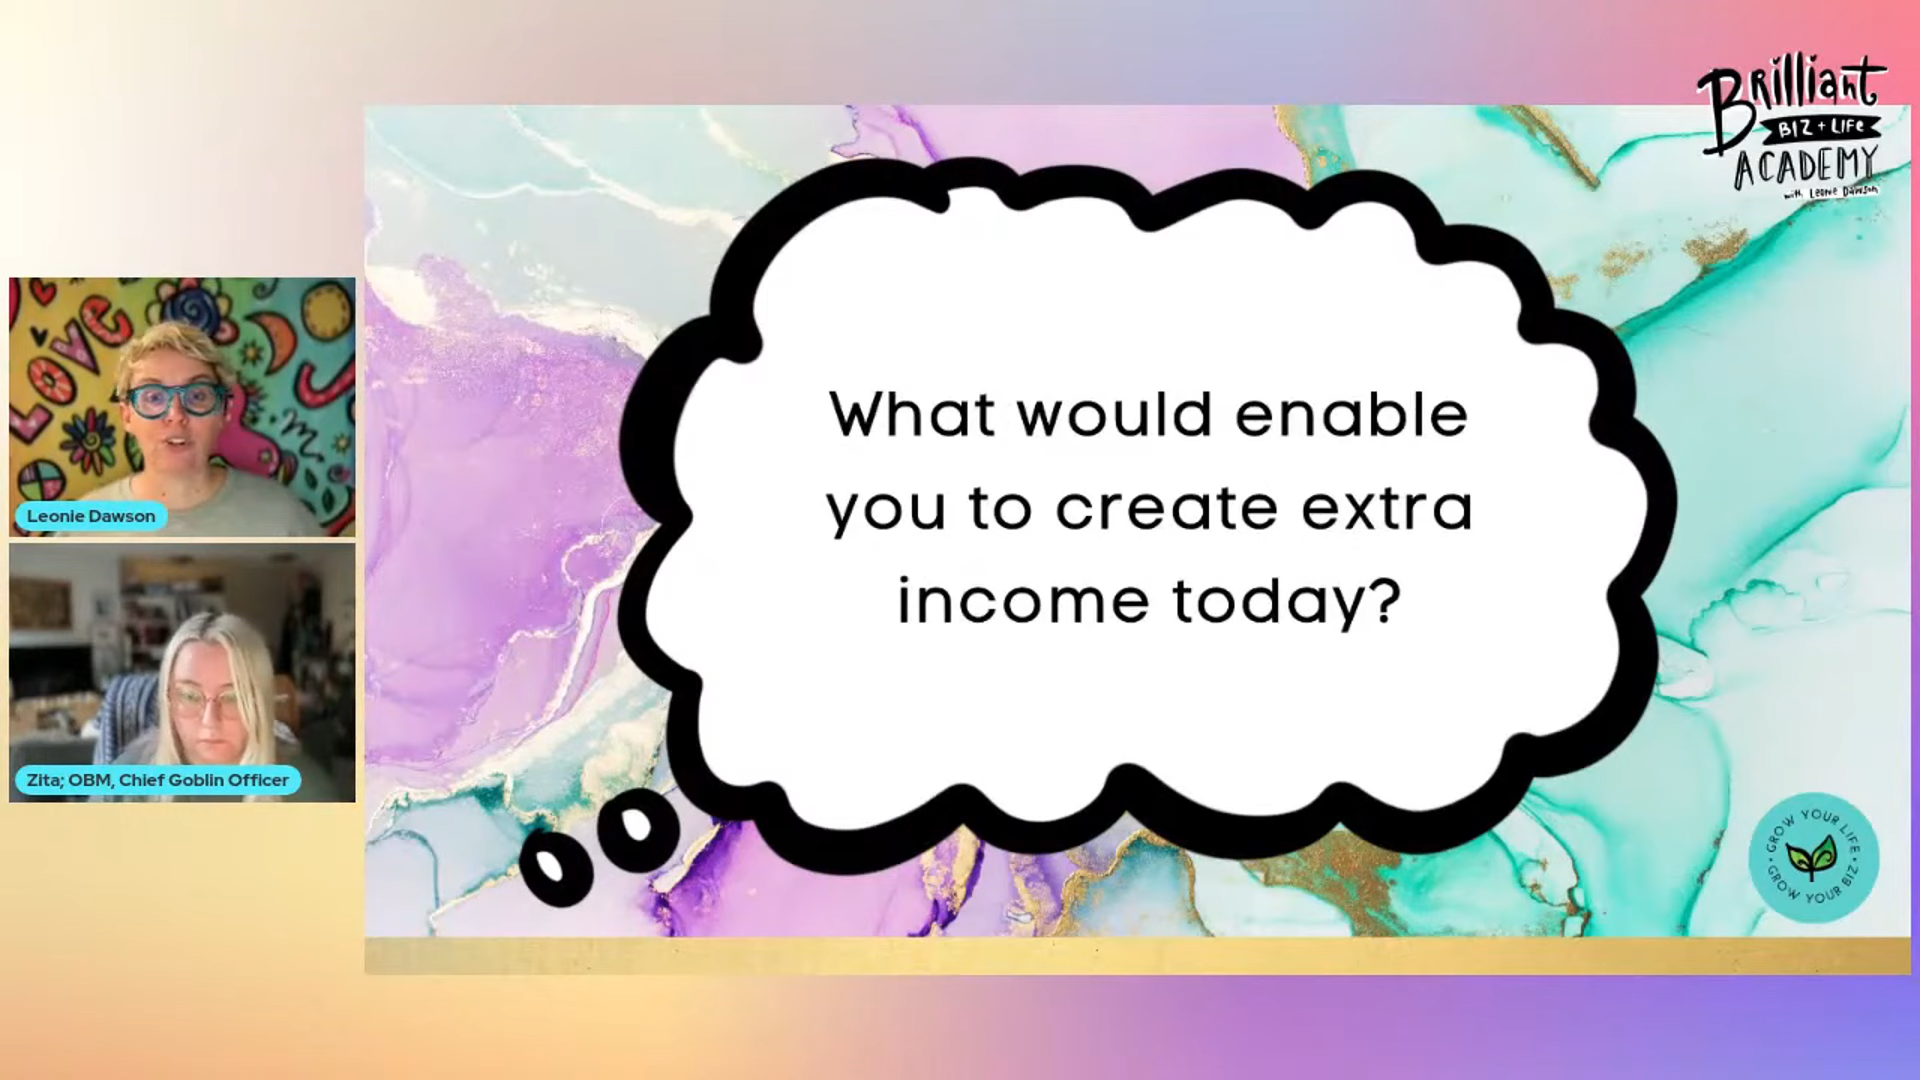 Brilliant
BIZ + LIFE
ACADEMY
with Leonie Dawson
LOVE
Leonie Dawson
What would enable
you to create extra
income today?
Zita; OBM, Chief Goblin Officer
GROW YOUR LIFE
GROW YOUR BIZ